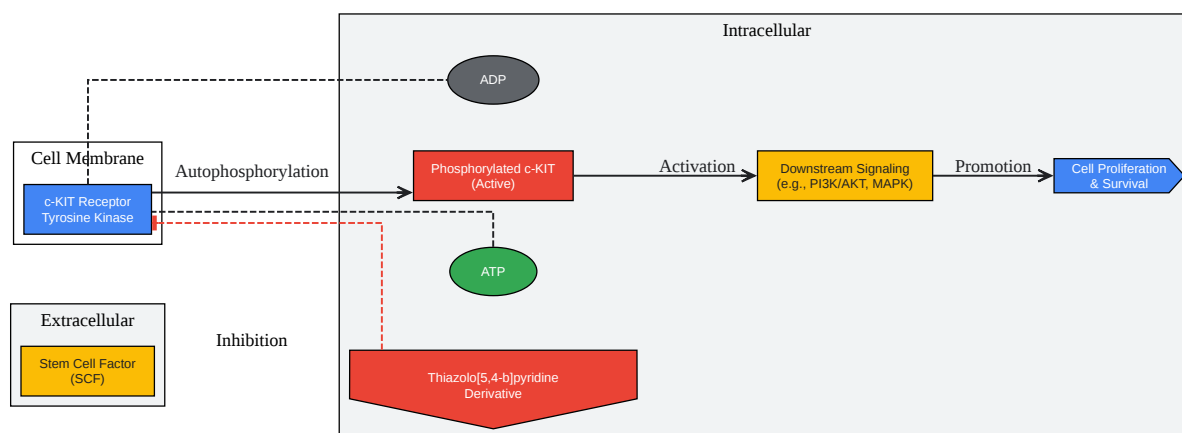 Intracellular
ADP
Cell Membrane
c-KIT Receptor
Tyrosine Kinase
Autophosphorylation
Phosphorylated c-KIT
(Active)
Activation
Downstream Signaling
(e.g., PI3K/AKT, MAPK)
Promotion
Cell Proliferation
& Survival
ATP
Extracellular
Stem Cell Factor
(SCF)
Inhibition
Thiazolo[5,4-b]pyridine
Derivative